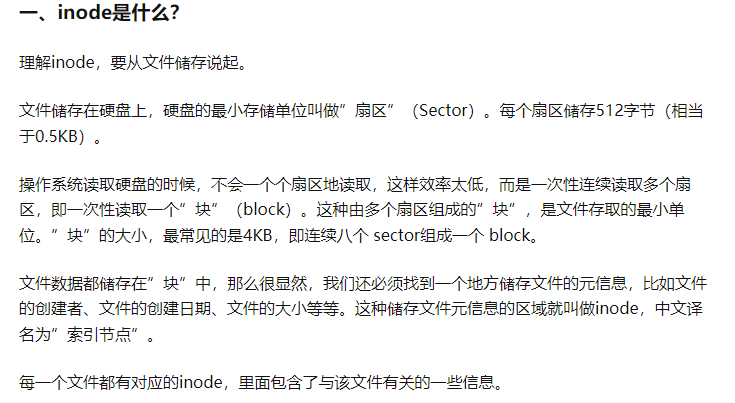 一、inode是什么？
理解inode，要从文件储存说起。
文件储存在硬盘上，硬盘的最小存储单位叫做”扇区”（Sector）。每个扇区储存512字节（相当
于0.5KB）。
操作系统读取硬盘的时候，不会一个个扇区地读取，这样效率太低，而是一次性连续读取多个扇
区，即一次性读取一个”块”（block）。这种由多个扇区组成的”块”，是文件存取的最小单
位。”块”的大小，最常见的是4KB，即连续八个 sector组成一个 block。
文件数据都储存在”块”中，那么很显然，我们还必须找到一个地方储存文件的元信息，比如文件
的创建者、文件的创建日期、文件的大小等等。这种储存文件元信息的区域就叫做inode，中文译
名为”索引节点”。
每一个文件都有对应的inode，里面包含了与该文件有关的一些信息。